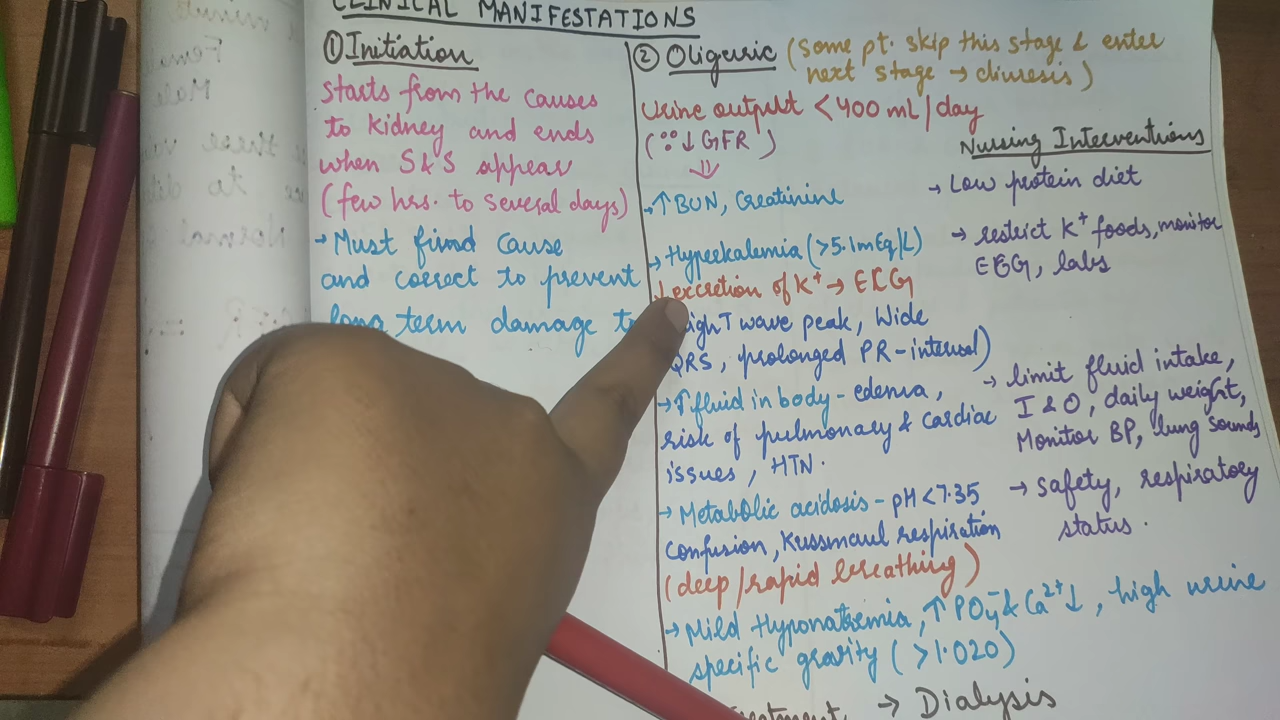 CLINICAL MANIFESTATIONS
① Initiation
Starts from the causes
to kidney and ends
when S&S appear
(few hrs. to several days)
→ Must find cause
and correct to prevent
long term damage to
② Oliguric (Some pt. skip this stage & enter
next stage → diuresis)
Urine output < 400 mL/day
(∵ ↓ GFR)
⇓
→ ↑ BUN, Creatinine
→ Hyperkalemia (>5.1mEq/L)
↓ excretion of K⁺ → ECG
T wave peak, Wide
QRS, prolonged PR-interval)
→ ↑ fluid in body - edema,
risk of pulmonary & cardiac
issues, HTN.
→ Metabolic acidosis - pH < 7.35
confusion, Kussmaul respiration
(deep/rapid breathing)
→ Mild Hyponatremia, ↑ PO₄⁻ & Ca²⁺ ↓, high urine
specific gravity (>1.020)
→ Dialysis
Nursing Interventions
→ Low protein diet
→ restrict K⁺ foods, monitor
ECG, labs
→ limit fluid intake,
I & O, daily weight,
Monitor BP, lung sounds
→ safety, respiratory
status.